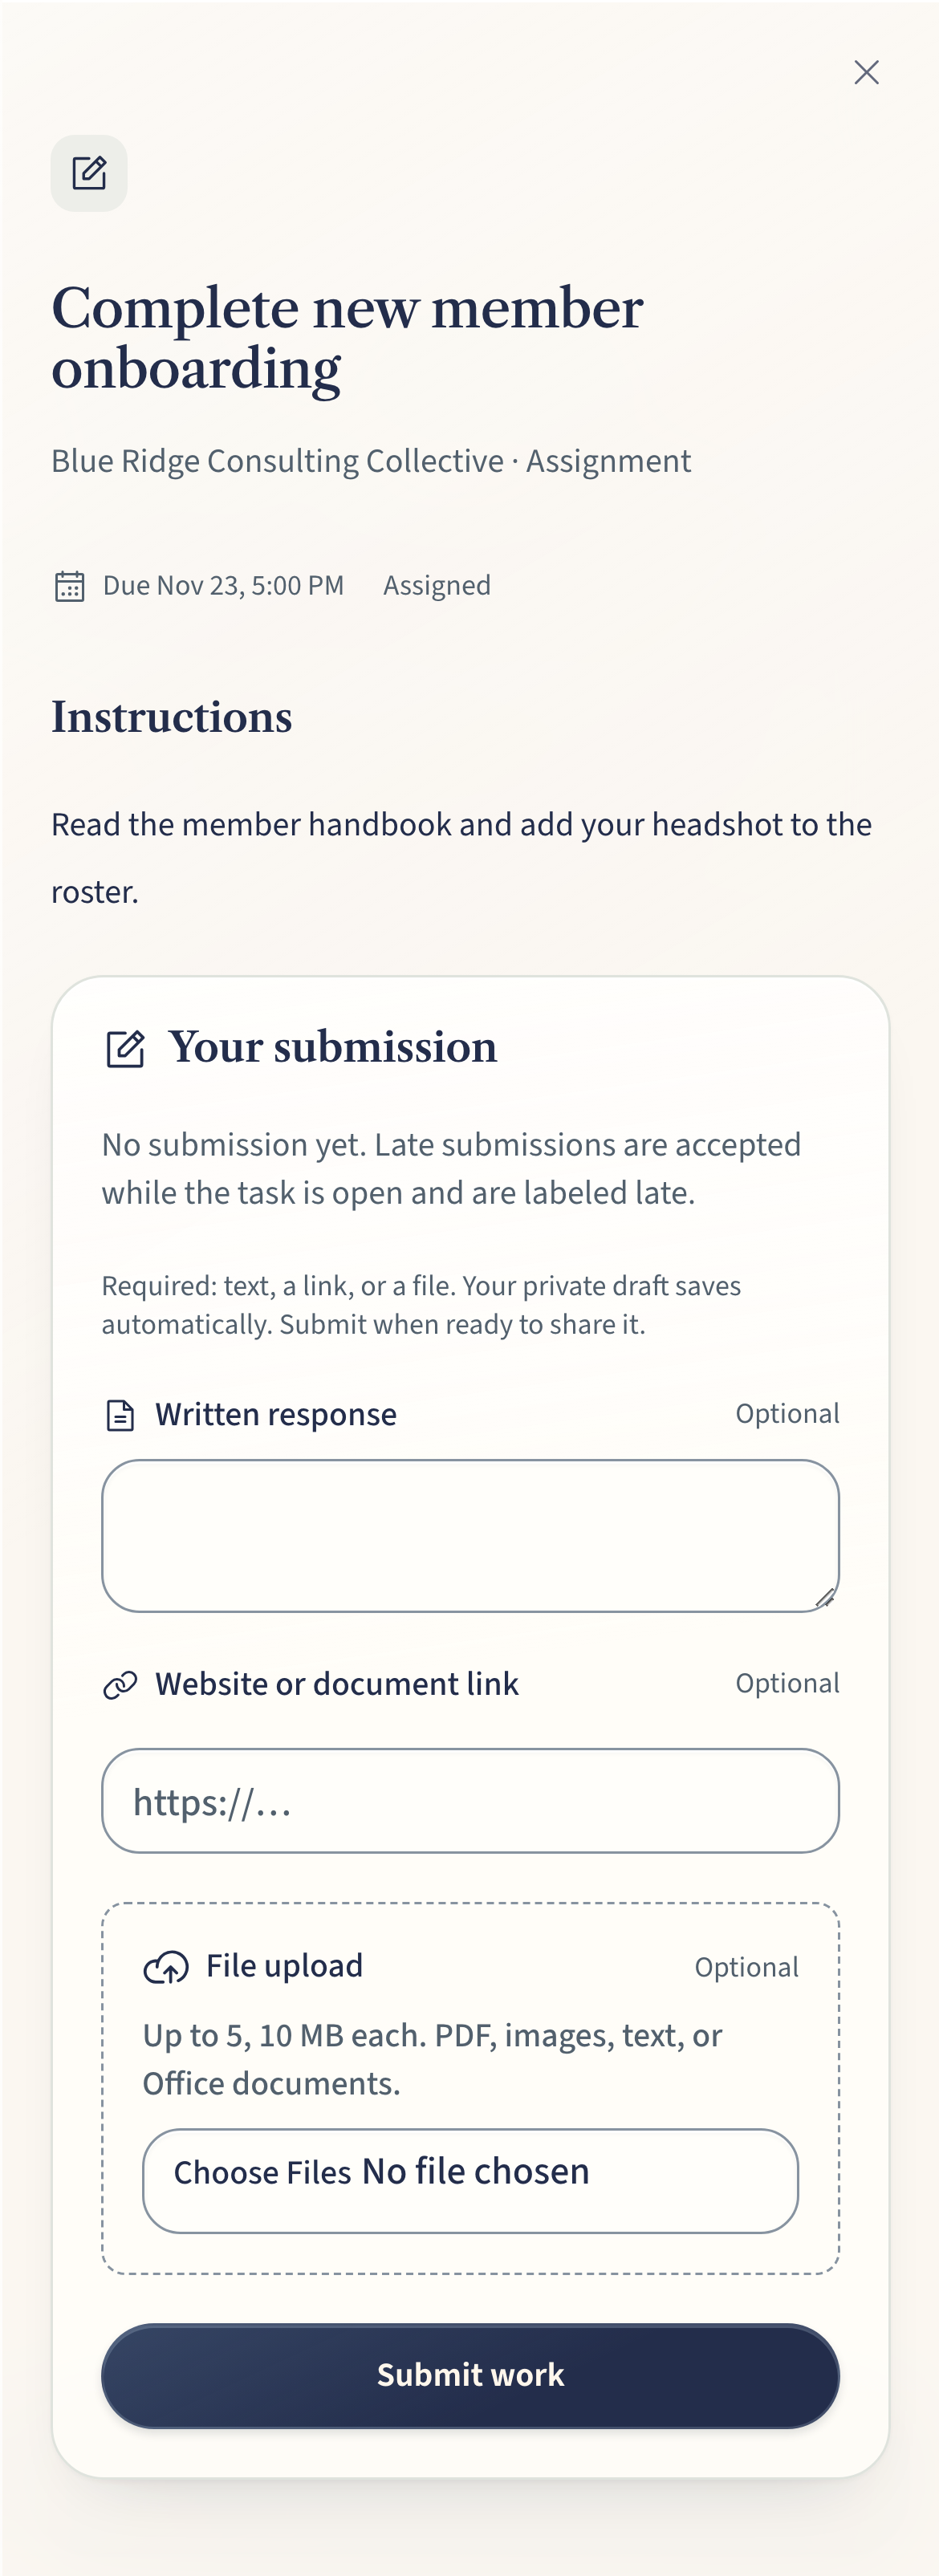 Complete new member
onboarding
Blue Ridge Consulting Collective · Assignment
Due Nov 23, 5:00 PM Assigned
Instructions
Read the member handbook and add your headshot to the
roster.
Your submission
No submission yet. Late submissions are accepted
while the task is open and are labeled late.
Required: text, a link, or a file. Your private draft saves
automatically. Submit when ready to share it.
Written response Optional
Website or document link Optional
https://...
File upload Optional
Up to 5, 10 MB each. PDF, images, text, or
Office documents.
Choose Files No file chosen
Submit work